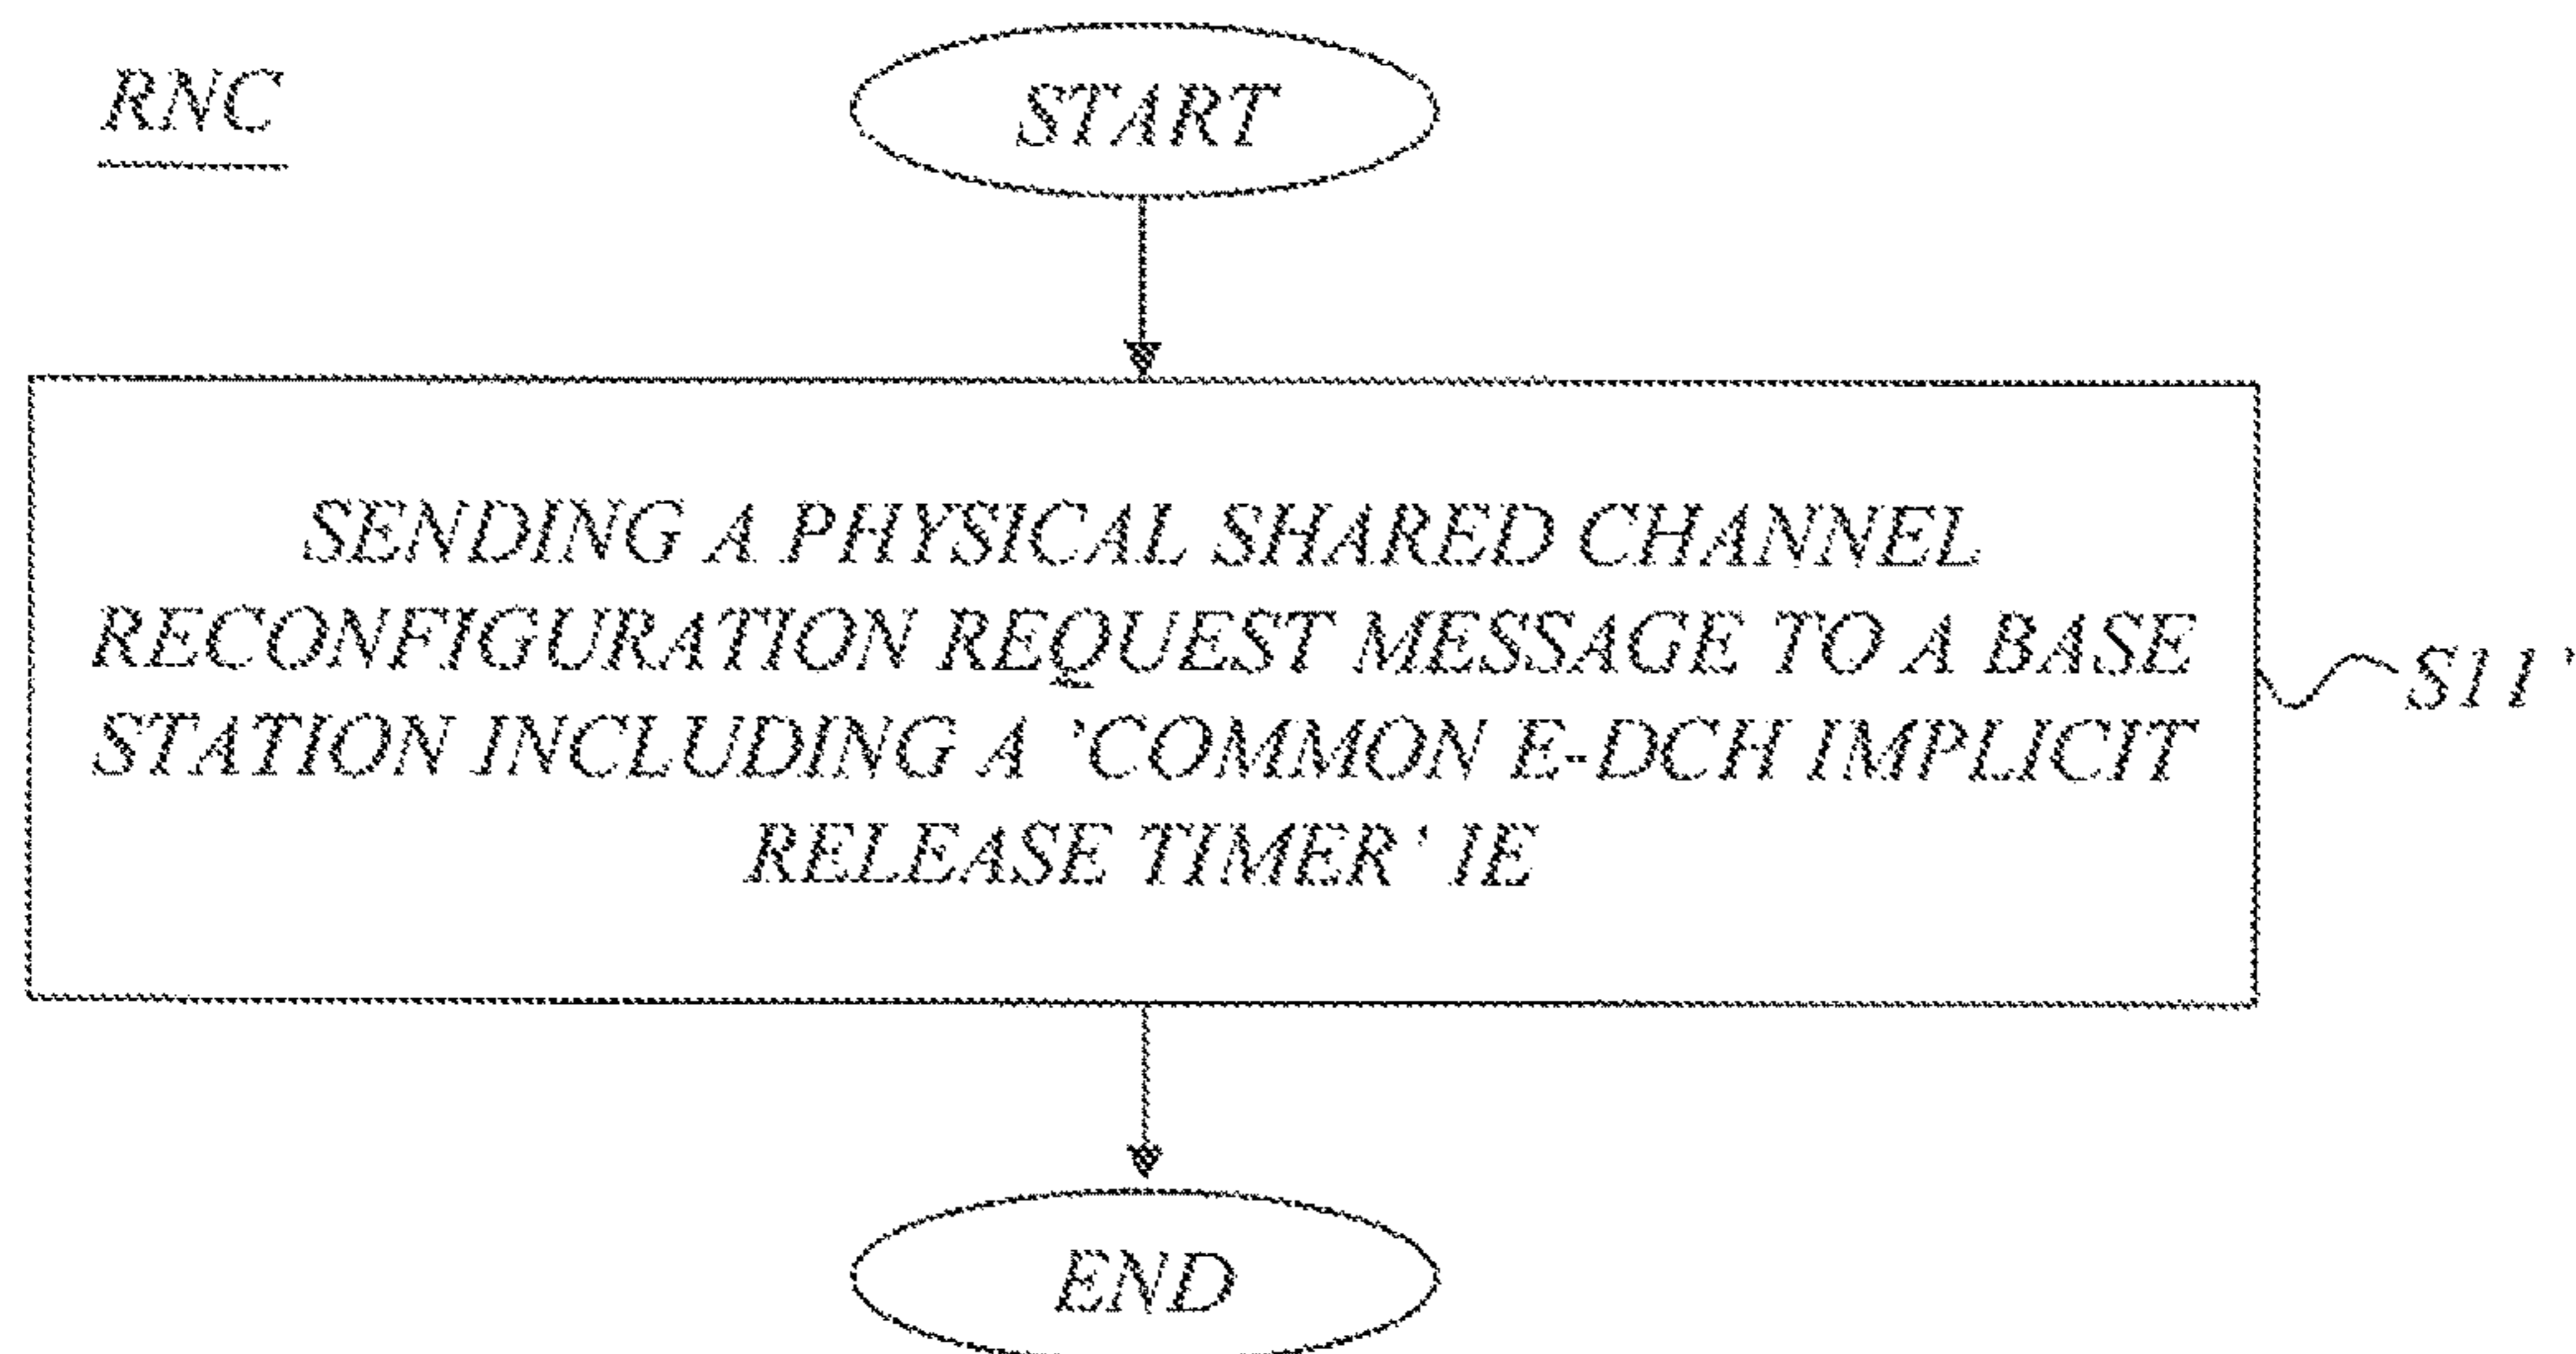 RNC
START
SENDING A PHYSICAL SHARED CHANNEL
RECONFIGURATION REQUEST MESSAGE TO A BASE
STATION INCLUDING A 'COMMON E-DCH IMPLICIT
RELEASE TIMER' IE
S11'
END